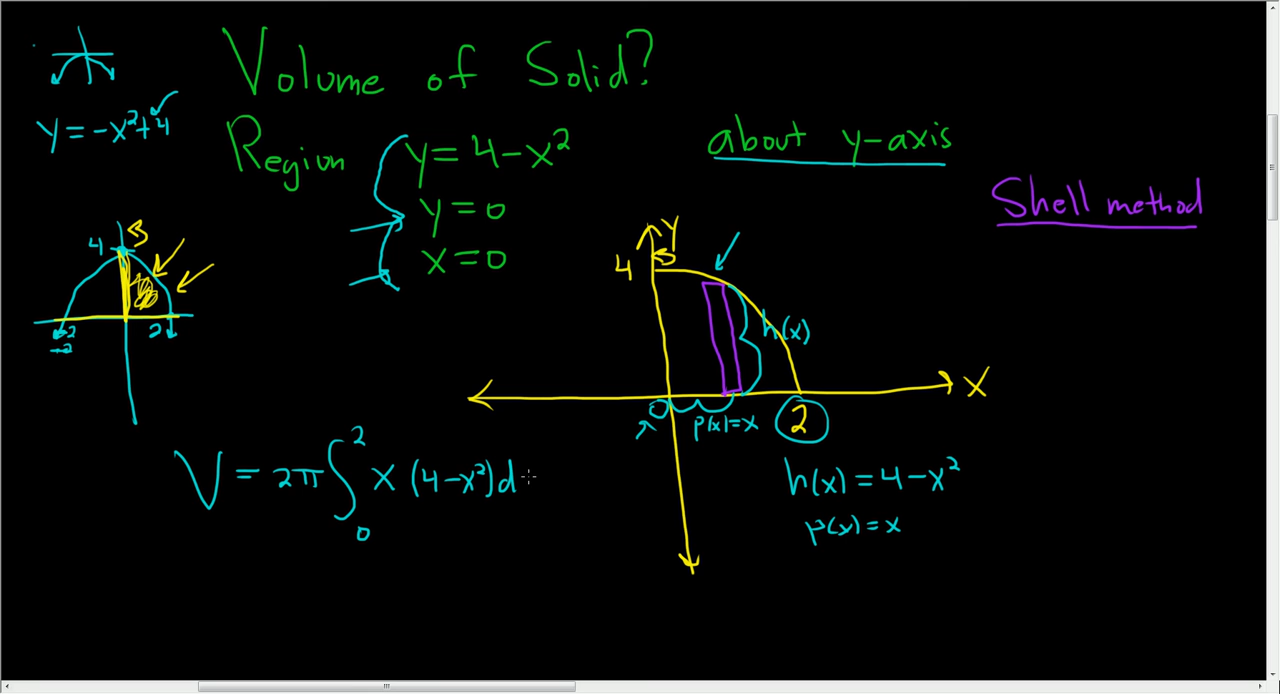 Volume of Solid?
y = -x² + 4
Region
y = 4 - x²
y = 0
x = 0
about y-axis
Shell method
4
-2
2
y
4
h(x)
x
0
p(x) = x
2
V = 2π ∫₀² x (4 - x²) d
h(x) = 4 - x²
p(x) = x